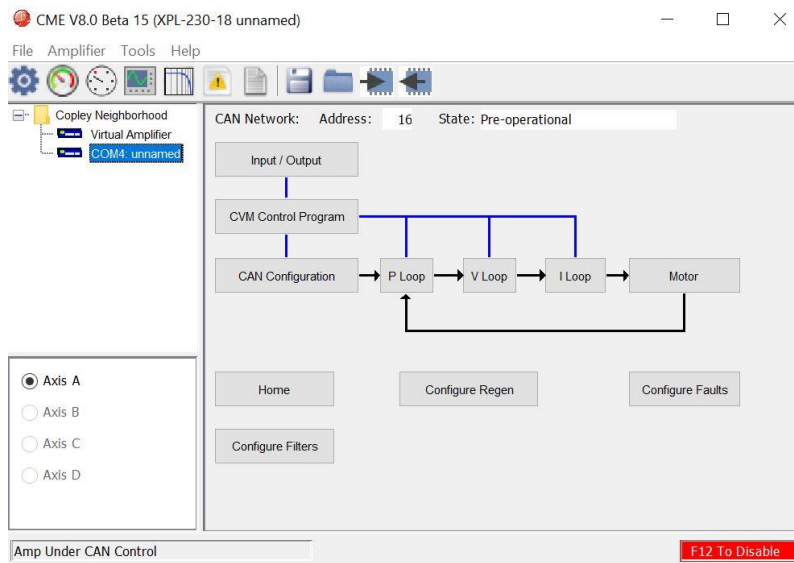 CME V8.0 Beta 15 (XPL-230-18 unnamed)
File Amplifier Tools Help
Copley Neighborhood
Virtual Amplifier
COM4: unnamed
CAN Network: Address: 16 State: Pre-operational
Input / Output
CVM Control Program
CAN Configuration P Loop V Loop I Loop Motor
Axis A
Axis B
Axis C
Axis D
Home Configure Regen Configure Faults
Configure Filters
Amp Under CAN Control F12 To Disable